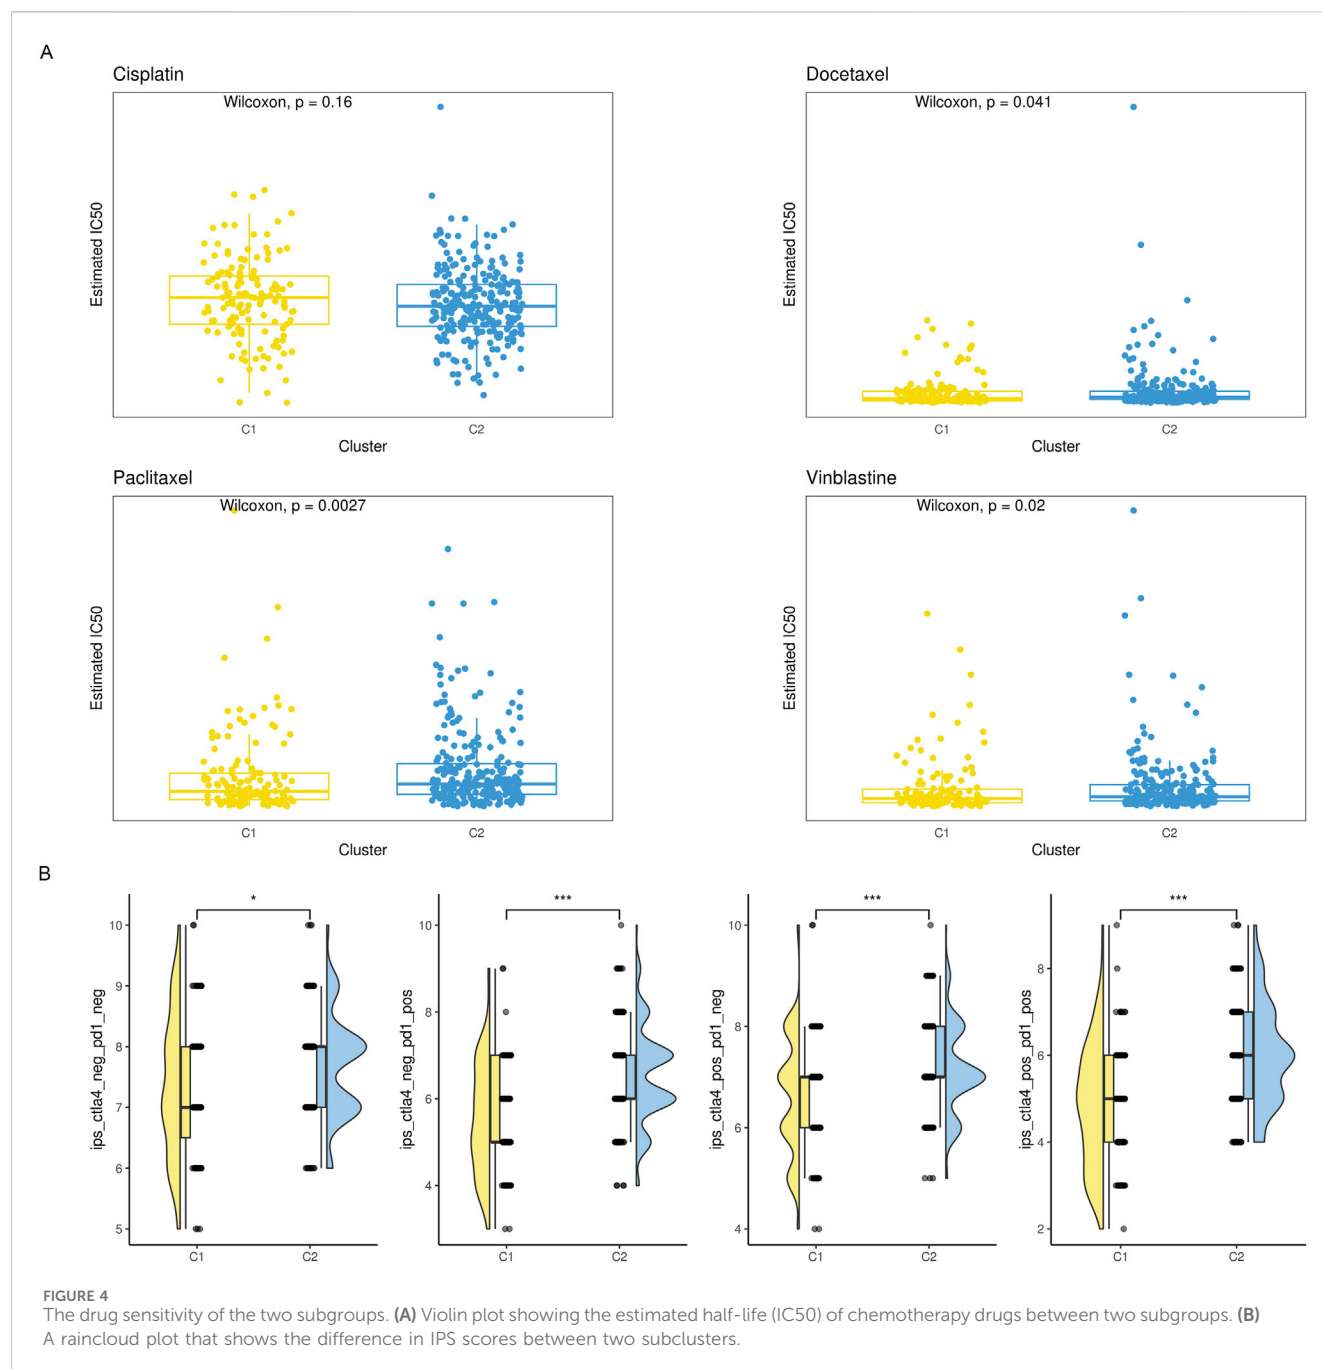 A
Cisplatin
Wilcoxon, p = 0.16
Estimated IC50
C1
C2
Cluster
Docetaxel
Wilcoxon, p = 0.041
Estimated IC50
C1
C2
Cluster
Paclitaxel
Wilcoxon, p = 0.0027
Estimated IC50
C1
C2
Cluster
Vinblastine
Wilcoxon, p = 0.02
Estimated IC50
C1
C2
Cluster
B
ips_ctla4_neg_pd1_neg
10
9
8
7
6
5
*
C1
C2
ips_ctla4_neg_pd1_pos
10
8
6
4
***
C1
C2
ips_ctla4_pos_pd1_neg
10
8
6
4
***
C1
C2
ips_ctla4_pos_pd1_pos
8
6
4
2
***
C1
C2
FIGURE 4
The drug sensitivity of the two subgroups. (A) Violin plot showing the estimated half-life (IC50) of chemotherapy drugs between two subgroups. (B)
A raincloud plot that shows the difference in IPS scores between two subclusters.